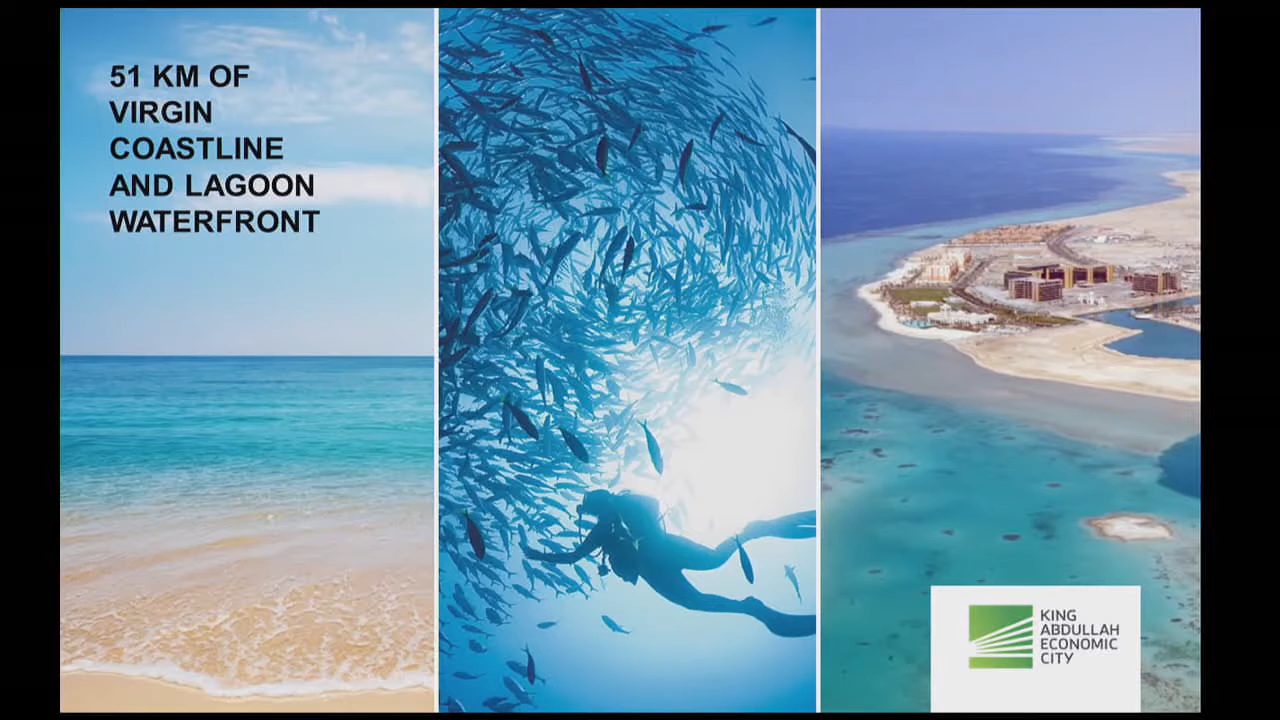 51 KM OF
VIRGIN
COASTLINE
AND LAGOON
WATERFRONT
KING
ABDULLAH
ECONOMIC
CITY